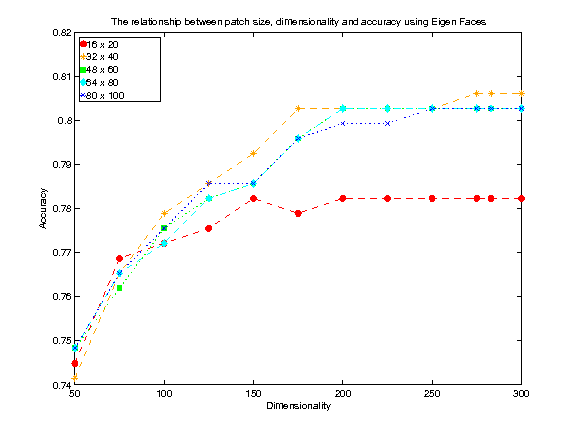 The relationship between patch size, dimensionality and accuracy using Eigen Faces
0.82
0.81
0.8
0.79
0.78
0.77
0.76
0.75
0.74
Accuracy
16 x 20
32 x 40
48 x 60
64 x 80
80 x 100
50
100
150
200
250
300
Dimensionality